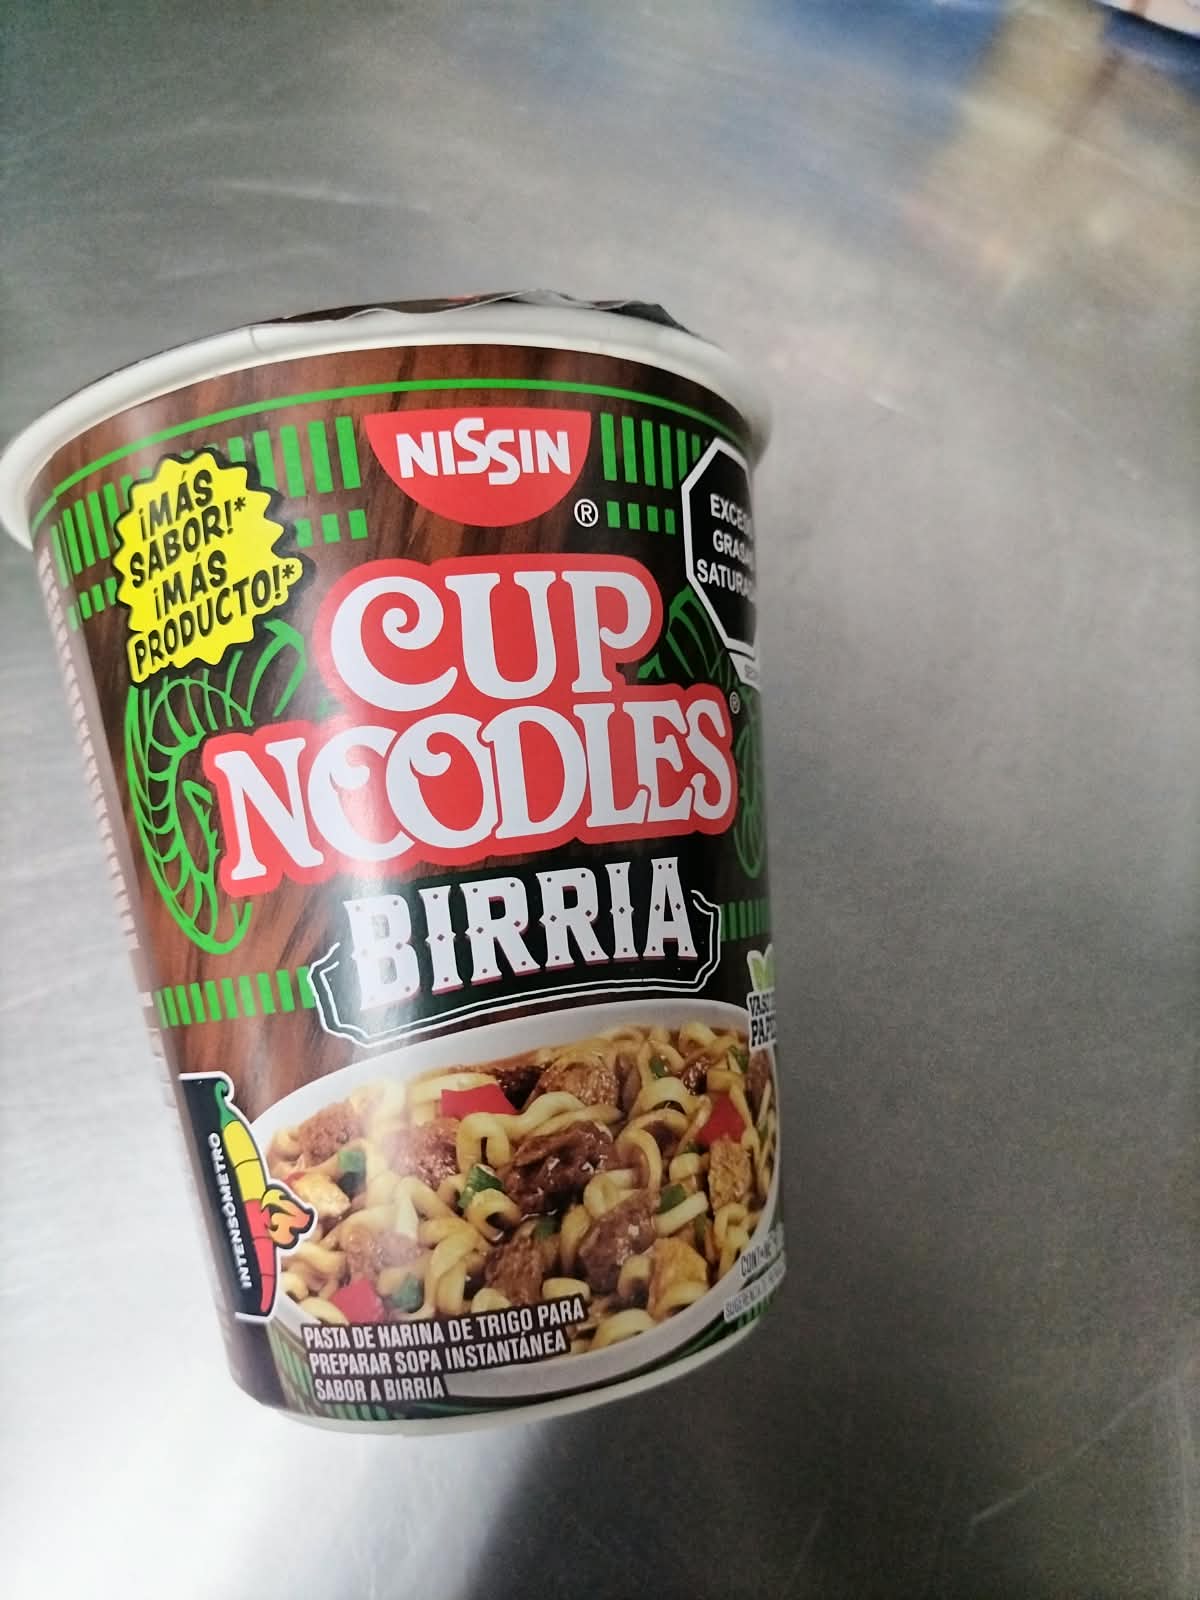 NISSIN
®
¡MÁS
SABOR!*
¡MÁS
PRODUCTO!*
CUP
NOODLES®
BIRRIA
INTENSÓMETRO
PASTA DE HARINA DE TRIGO PARA
PREPARAR SOPA INSTANTÁNEA
SABOR A BIRRIA